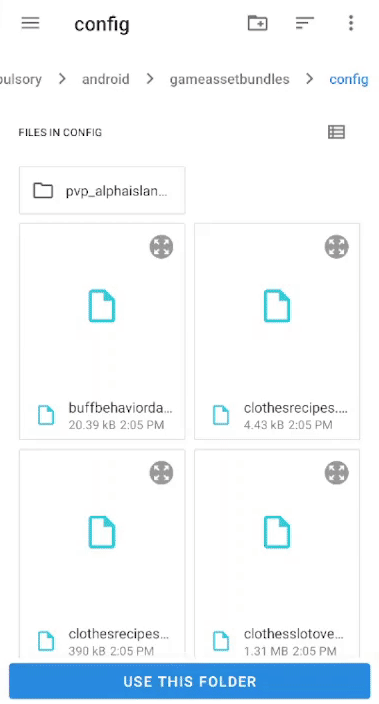 config
pulsory > android > gameassetbundles > config
FILES IN CONFIG
pvp_alphaislan...
buffbehaviorda...
20.39 kB 2:05 PM
clothesrecipes....
4.43 kB 2:05 PM
clothesrecipes...
390 kB 2:05 PM
clothesslotove...
1.31 MB 2:05 PM
USE THIS FOLDER